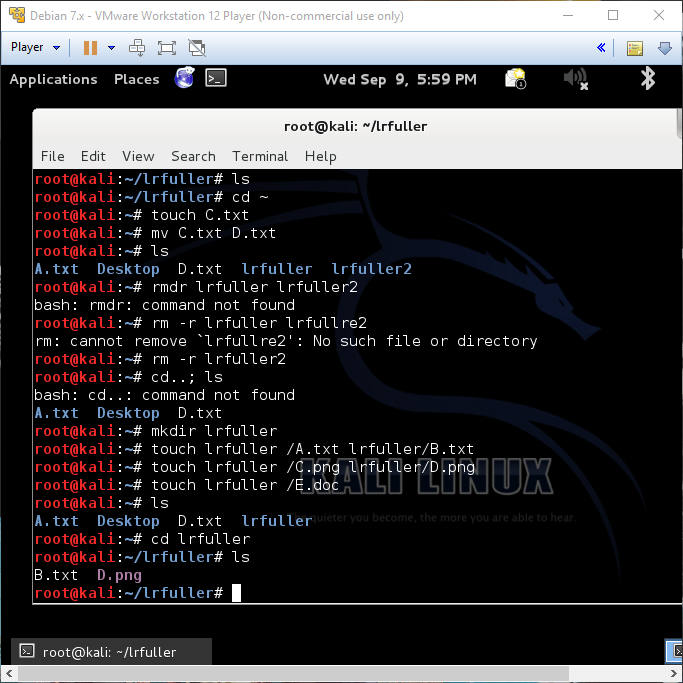 Debian 7.x - VMware Workstation 12 Player (Non-commercial use only)
Player
Applications Places Wed Sep 9, 5:59 PM 1
root@kali: ~/lrfuller
File Edit View Search Terminal Help
root@kali:~/lrfuller# ls
root@kali:~/lrfuller# cd ~
root@kali:~# touch C.txt
root@kali:~# mv C.txt D.txt
root@kali:~# ls
A.txt Desktop D.txt lrfuller lrfuller2
root@kali:~# rmdr lrfuller lrfuller2
bash: rmdr: command not found
root@kali:~# rm -r lrfuller lrfullre2
rm: cannot remove `lrfullre2': No such file or directory
root@kali:~# rm -r lrfuller2
root@kali:~# cd..; ls
bash: cd..: command not found
A.txt Desktop D.txt
root@kali:~# mkdir lrfuller
root@kali:~# touch lrfuller /A.txt lrfuller/B.txt
root@kali:~# touch lrfuller /C.png lrfuller/D.png
root@kali:~# touch lrfuller /E.doc
KALI LINUX
root@kali:~# ls
A.txt Desktop D.txt lrfuller
The quieter you become, the more you are able to hear.
root@kali:~# cd lrfuller
root@kali:~/lrfuller# ls
B.txt D.png
root@kali:~/lrfuller#
root@kali: ~/lrfuller